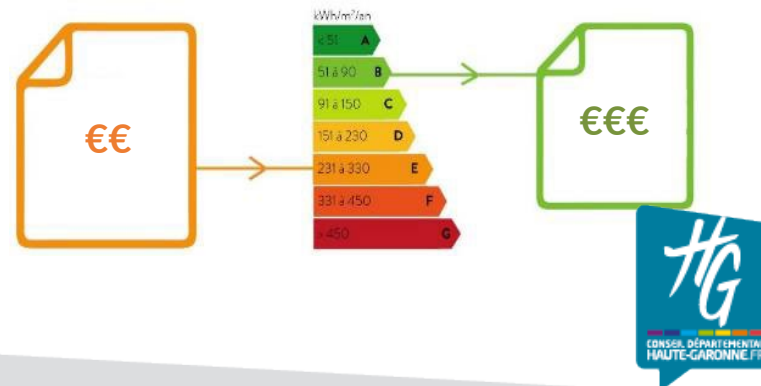 kWh/m²/an
< 51 A
51 à 90 B
91 à 150 C
151 à 230 D
231 à 330 E
331 à 450 F
> 450 G
€€
€€€
HG
CONSEIL DÉPARTEMENTAL
HAUTE-GARONNE.FR